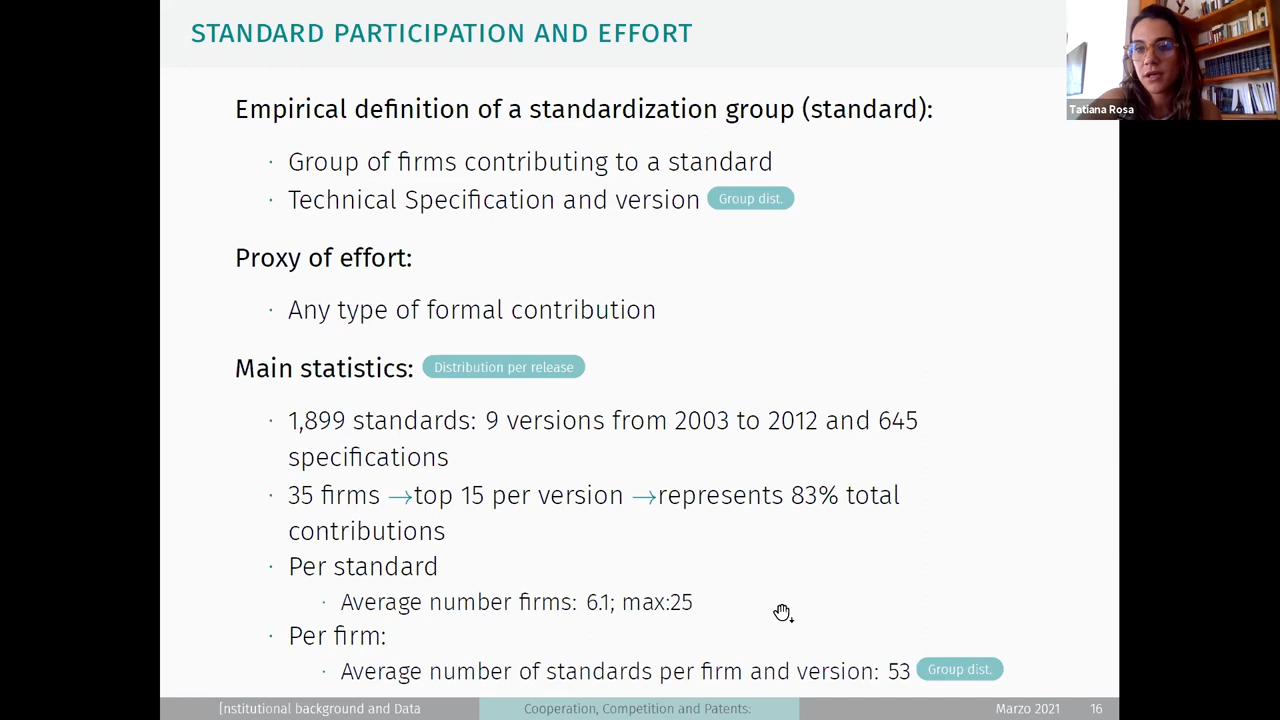 STANDARD PARTICIPATION AND EFFORT
Tatiana Rosa
Empirical definition of a standardization group (standard):
· Group of firms contributing to a standard
· Technical Specification and version Group dist.
Proxy of effort:
· Any type of formal contribution
Main statistics: Distribution per release
· 1,899 standards: 9 versions from 2003 to 2012 and 645
specifications
· 35 firms →top 15 per version →represents 83% total
contributions
· Per standard
· Average number firms: 6.1; max:25
· Per firm:
· Average number of standards per firm and version: 53 Group dist.
Institutional background and Data Cooperation, Competition and Patents: Marzo 2021 16